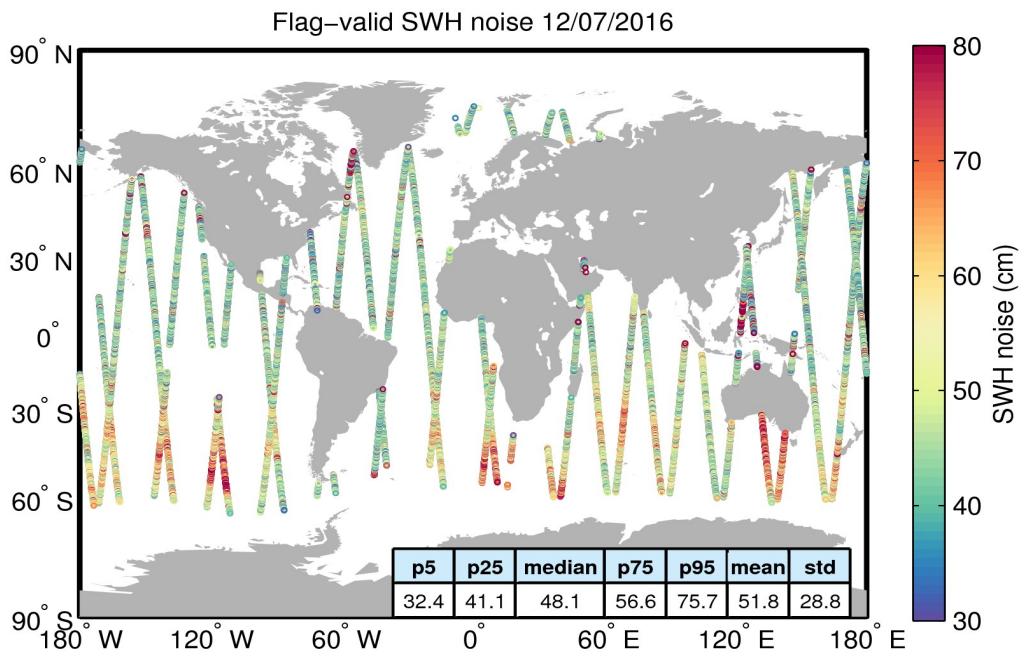 Flag−valid SWH noise 12/07/2016
90° N
60° N
30° N
0°
30° S
60° S
90° S
180° W
120° W
60° W
0°
60° E
120° E
180° E
p5 p25 median p75 p95 mean std
32.4 41.1 48.1 56.6 75.7 51.8 28.8
80
70
60
50
40
30
SWH noise (cm)